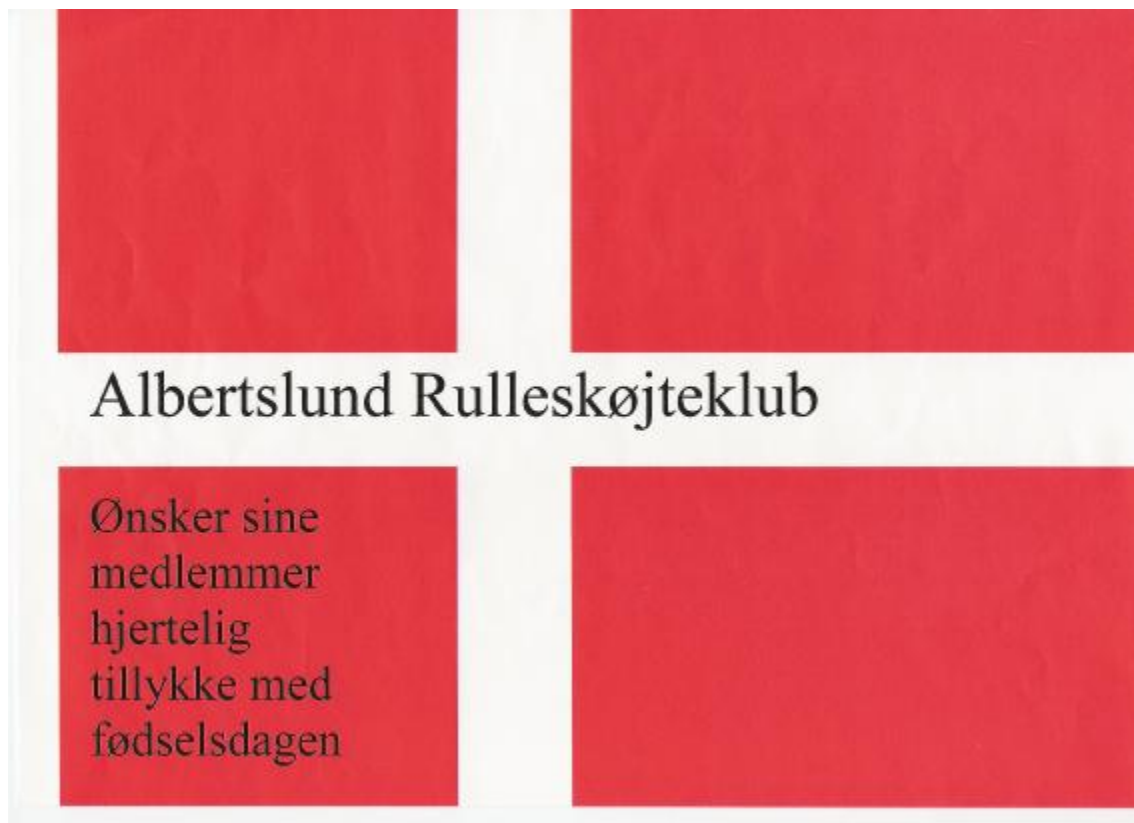 Albertslund Rulleskøjteklub
Ønsker sine
medlemmer
hjertelig
tillykke med
fødselsdagen